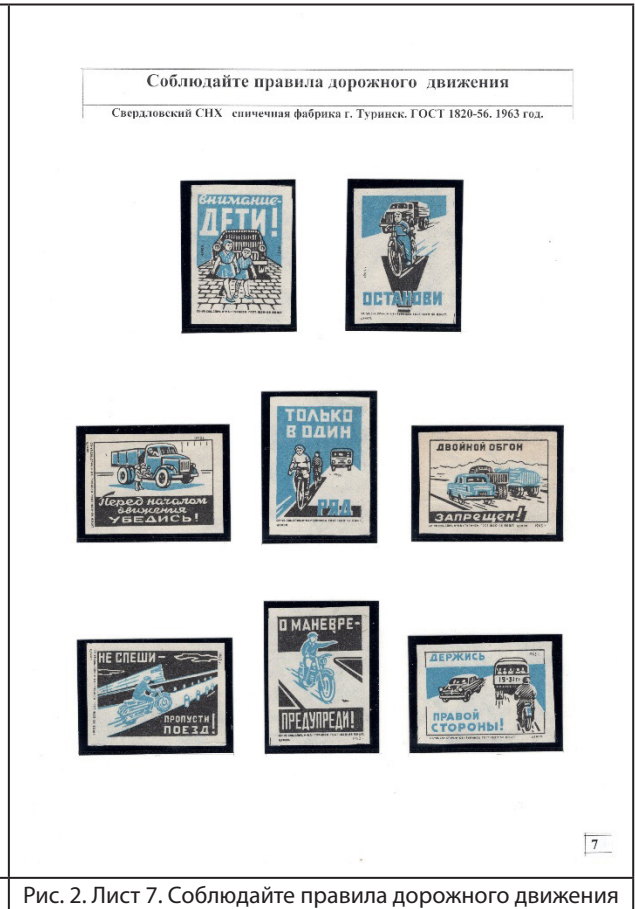 Соблюдайте правила дорожного движения
Свердловский СНХ спичечная фабрика г. Туринск. ГОСТ 1820-56. 1963 год.
ВНИМАНИЕ-
ДЕТИ!
ОСТАНОВИ
Перед началом
движения
УБЕДИСЬ!
ТОЛЬКО
В ОДИН
РЯД
ДВОЙНОЙ ОБГОН
ЗАПРЕЩЕН!
НЕ СПЕШИ–
ПРОПУСТИ
ПОЕЗД!
О МАНЕВРЕ-
ПРЕДУПРЕДИ!
ДЕРЖИСЬ
ПРАВОЙ
СТОРОНЫ!
7
Рис. 2. Лист 7. Соблюдайте правила дорожного движения